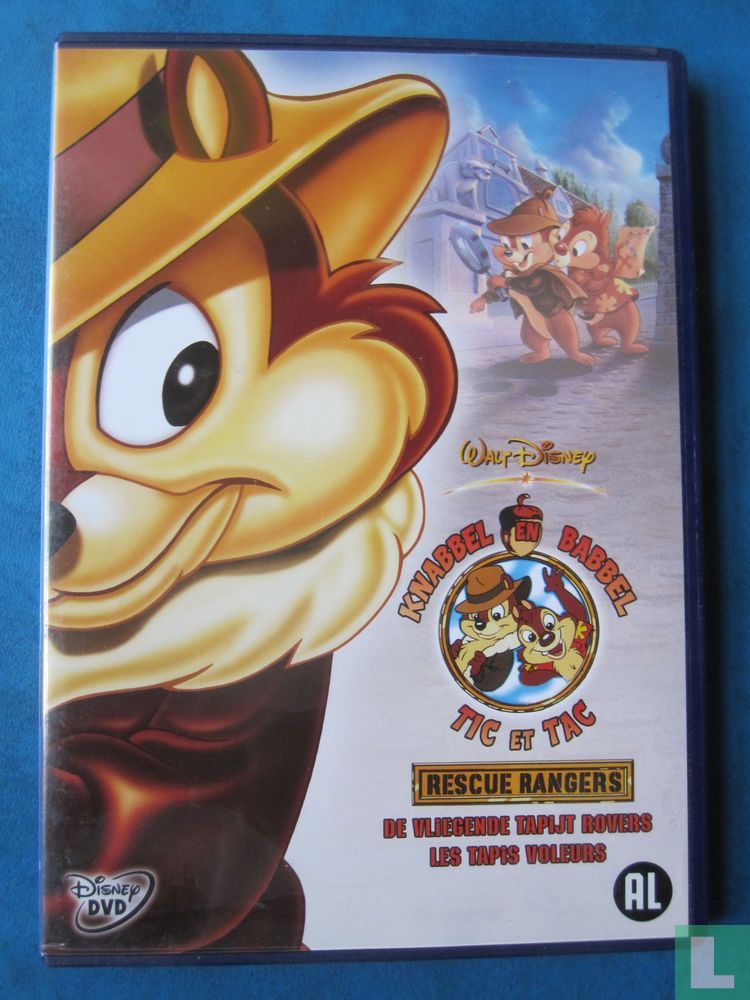 WALT DISNEY
KNABBEL EN BABBEL
TIC ET TAC
RESCUE RANGERS
DE VLIEGENDE TAPIJT ROVERS
LES TAPIS VOLEURS
DISNEY
DVD
AL
L